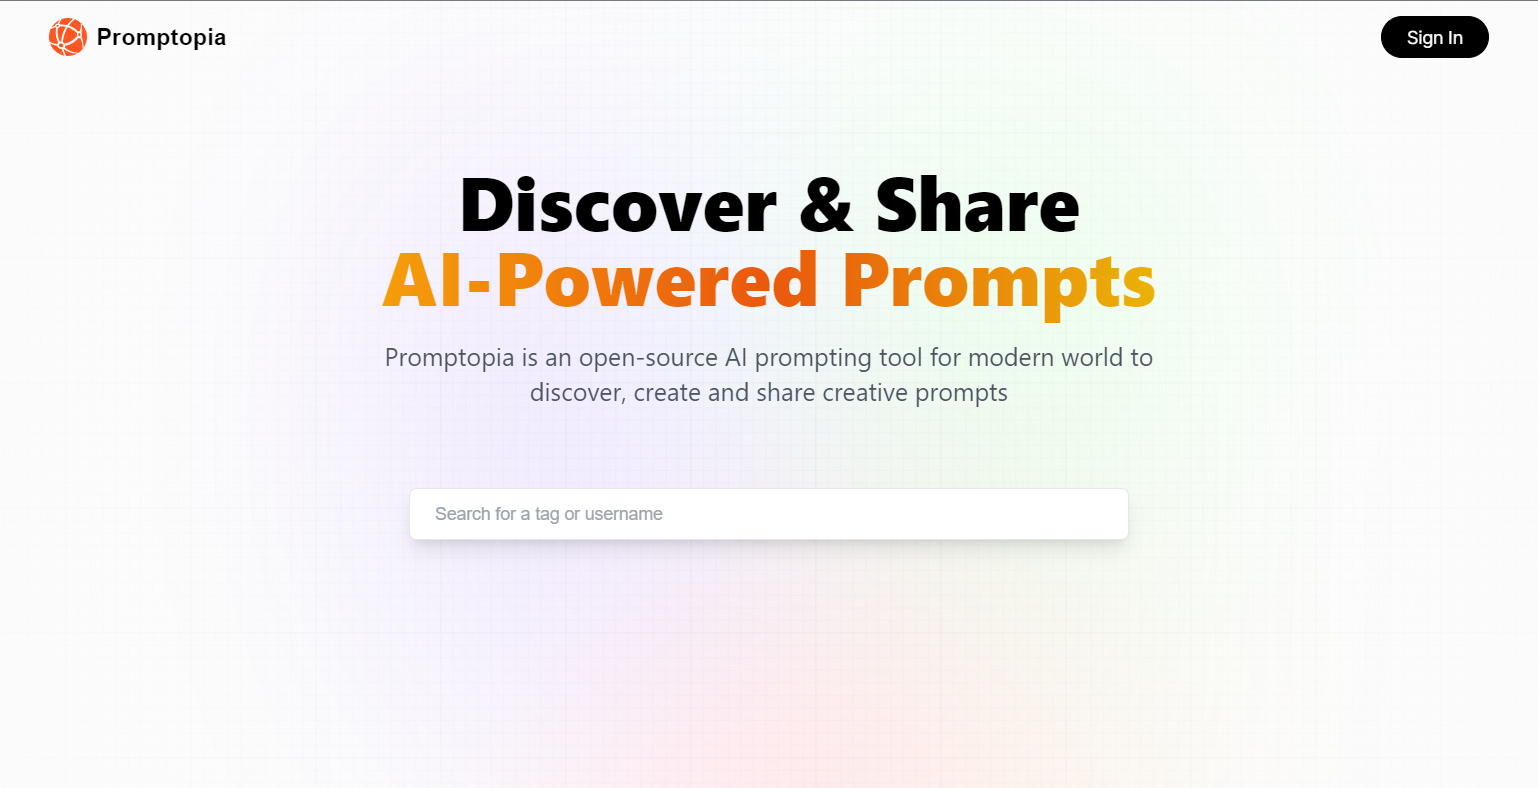 Promptopia
Sign In
Discover & Share
AI-Powered Prompts
Promptopia is an open-source AI prompting tool for modern world to
discover, create and share creative prompts
Search for a tag or username